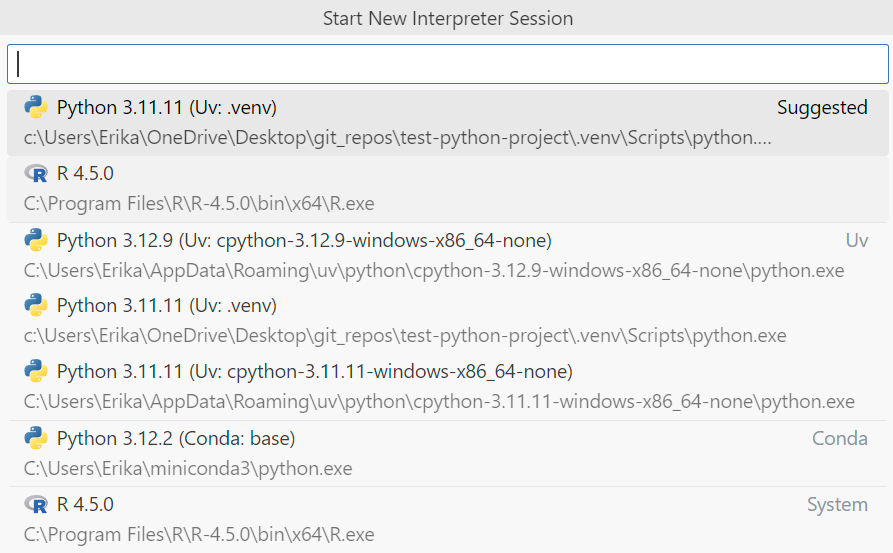 Start New Interpreter Session
Python 3.11.11 (Uv: .venv) Suggested
c:\Users\Erika\OneDrive\Desktop\git_repos\test-python-project\.venv\Scripts\python....
R 4.5.0
C:\Program Files\R\R-4.5.0\bin\x64\R.exe
Python 3.12.9 (Uv: cpython-3.12.9-windows-x86_64-none) Uv
C:\Users\Erika\AppData\Roaming\uv\python\cpython-3.12.9-windows-x86_64-none\python.exe
Python 3.11.11 (Uv: .venv)
c:\Users\Erika\OneDrive\Desktop\git_repos\test-python-project\.venv\Scripts\python.exe
Python 3.11.11 (Uv: cpython-3.11.11-windows-x86_64-none)
C:\Users\Erika\AppData\Roaming\uv\python\cpython-3.11.11-windows-x86_64-none\python.exe
Python 3.12.2 (Conda: base) Conda
C:\Users\Erika\miniconda3\python.exe
R 4.5.0 System
C:\Program Files\R\R-4.5.0\bin\x64\R.exe